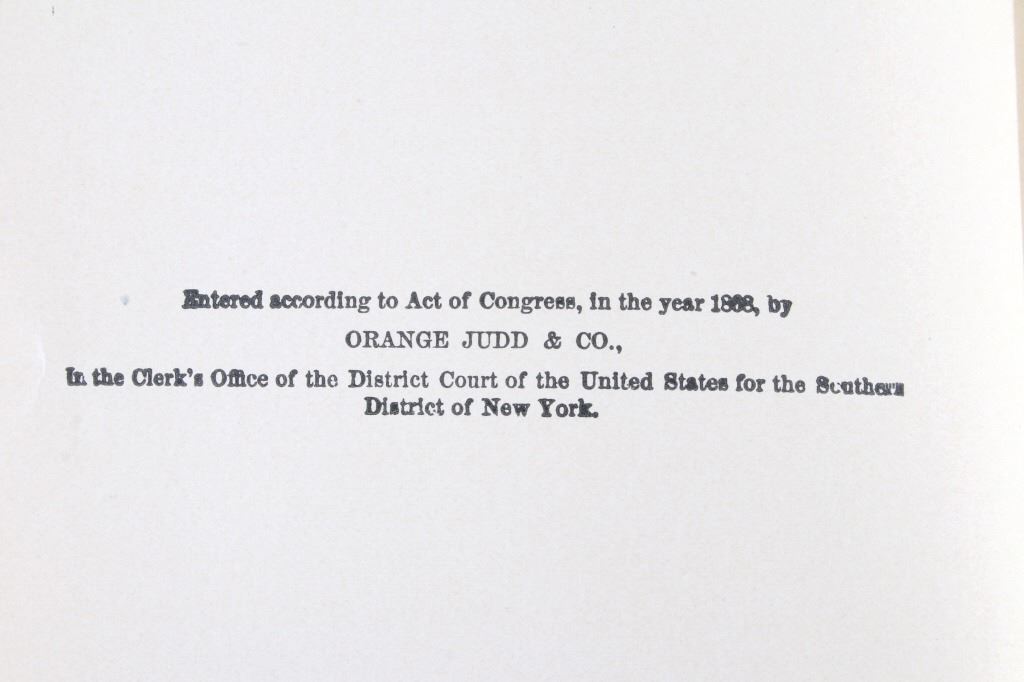 Entered according to Act of Congress, in the year 1868, by
ORANGE JUDD & CO.,
In the Clerk's Office of the District Court of the United States for the Southern
District of New York.